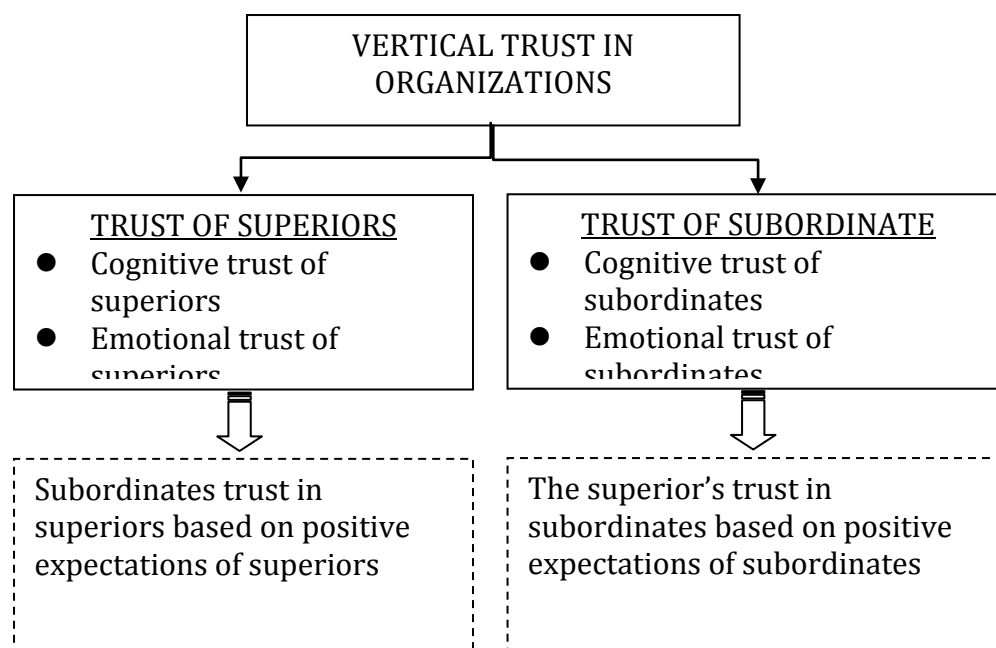 VERTICAL TRUST IN
ORGANIZATIONS
TRUST OF SUPERIORS
● Cognitive trust of
superiors
● Emotional trust of
superiors
TRUST OF SUBORDINATE
● Cognitive trust of
subordinates
● Emotional trust of
subordinates
Subordinates trust in
superiors based on positive
expectations of superiors
The superior’s trust in
subordinates based on positive
expectations of subordinates